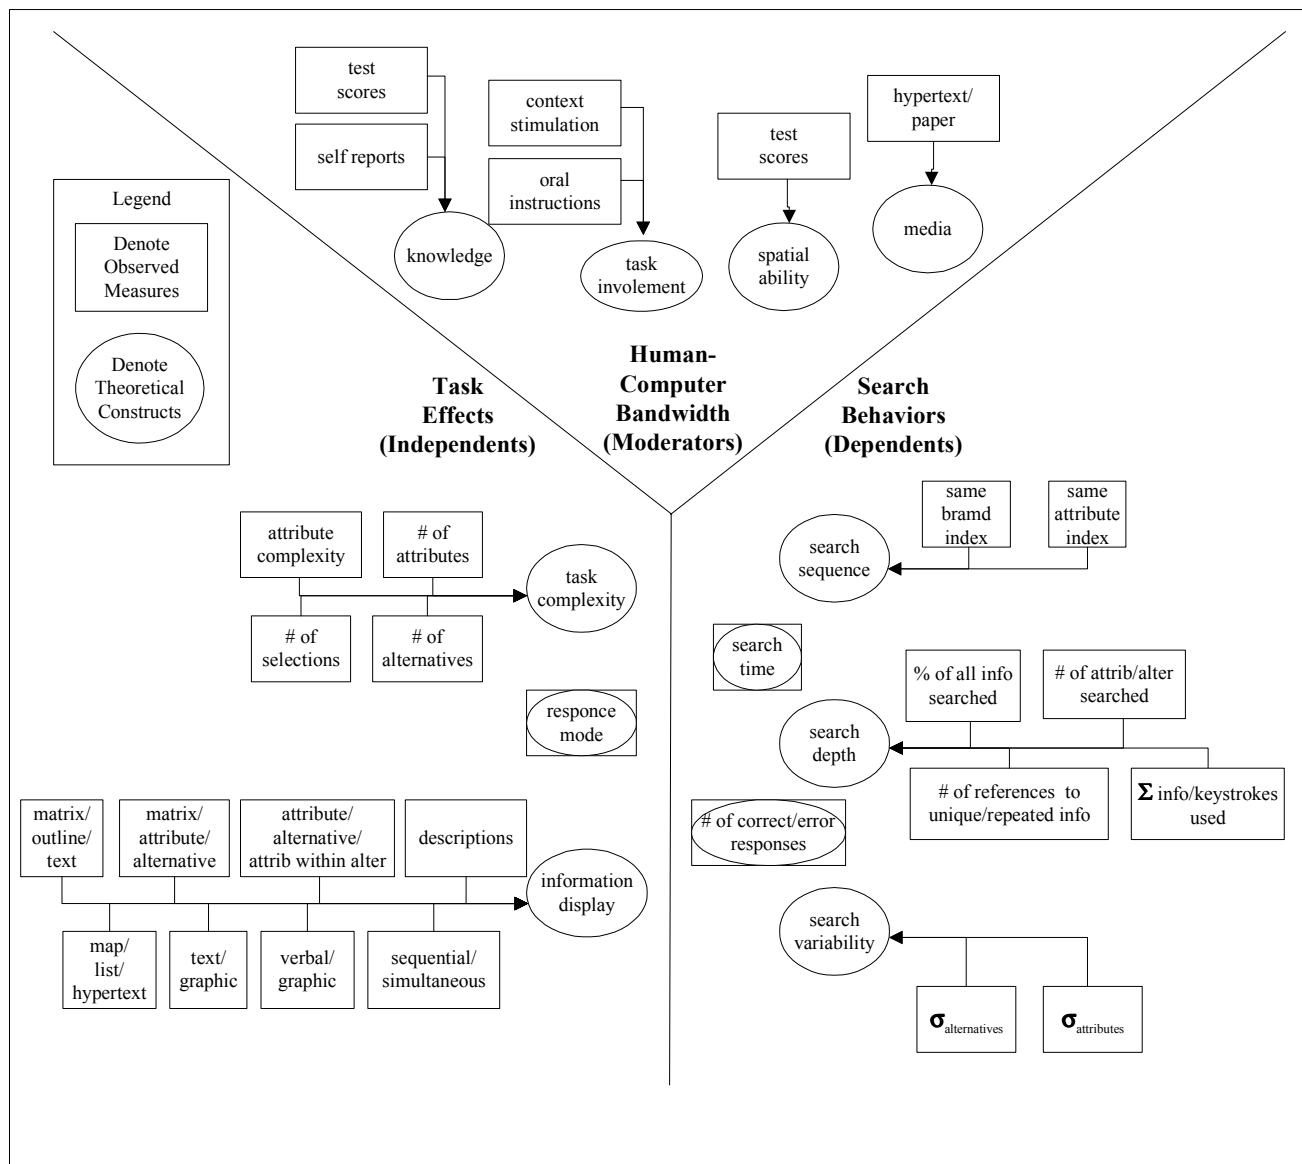 test
scores
self reports
knowledge
context
stimulation
oral
instructions
task
involement
test
scores
spatial
ability
hypertext/
paper
media
Legend
Denote
Observed
Measures
Denote
Theoretical
Constructs
Task
Effects
(Independents)
Human-
Computer
Bandwidth
(Moderators)
Search
Behaviors
(Dependents)
attribute
complexity
# of
attributes
# of
selections
# of
alternatives
task
complexity
responce
mode
matrix/
outline/
text
matrix/
attribute/
alternative
attribute/
alternative/
attrib within alter
descriptions
map/
list/
hypertext
text/
graphic
verbal/
graphic
sequential/
simultaneous
information
display
same
bramd
index
same
attribute
index
search
sequence
search
time
% of all info
searched
# of attrib/alter
searched
search
depth
# of references to
unique/repeated info
Σ info/keystrokes
used
# of correct/error
responses
search
variability
σalternatives
σattributes